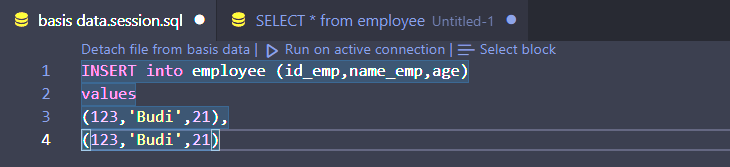 basis data.session.sql SELECT * from employee Untitled-1
Detach file from basis data | Run on active connection | Select block
1 INSERT into employee (id_emp,name_emp,age)
2 values
3 (123,'Budi',21),
4 (123,'Budi',21)